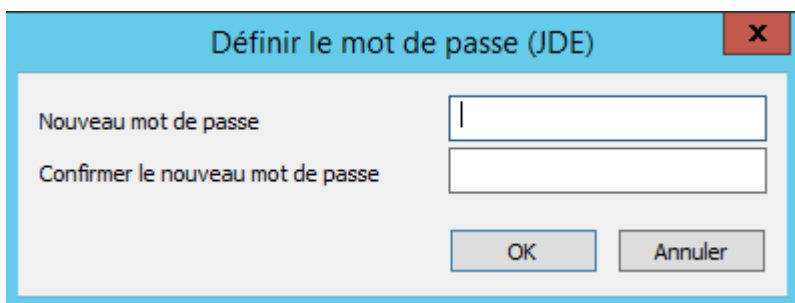 Définir le mot de passe (JDE)
x
Nouveau mot de passe
Confirmer le nouveau mot de passe
OK Annuler